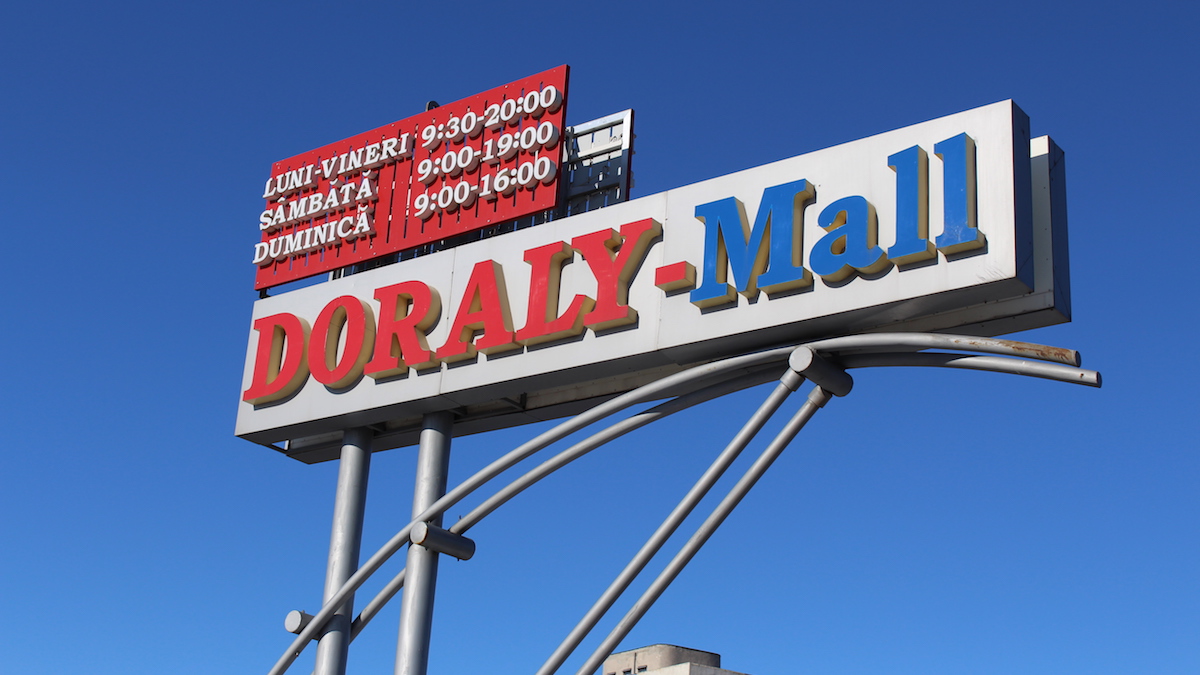 LUNI-VINERI 9:30-20:00
SÂMBĂTĂ 9:00-19:00
DUMINICĂ 9:00-16:00
DORALY-Mall